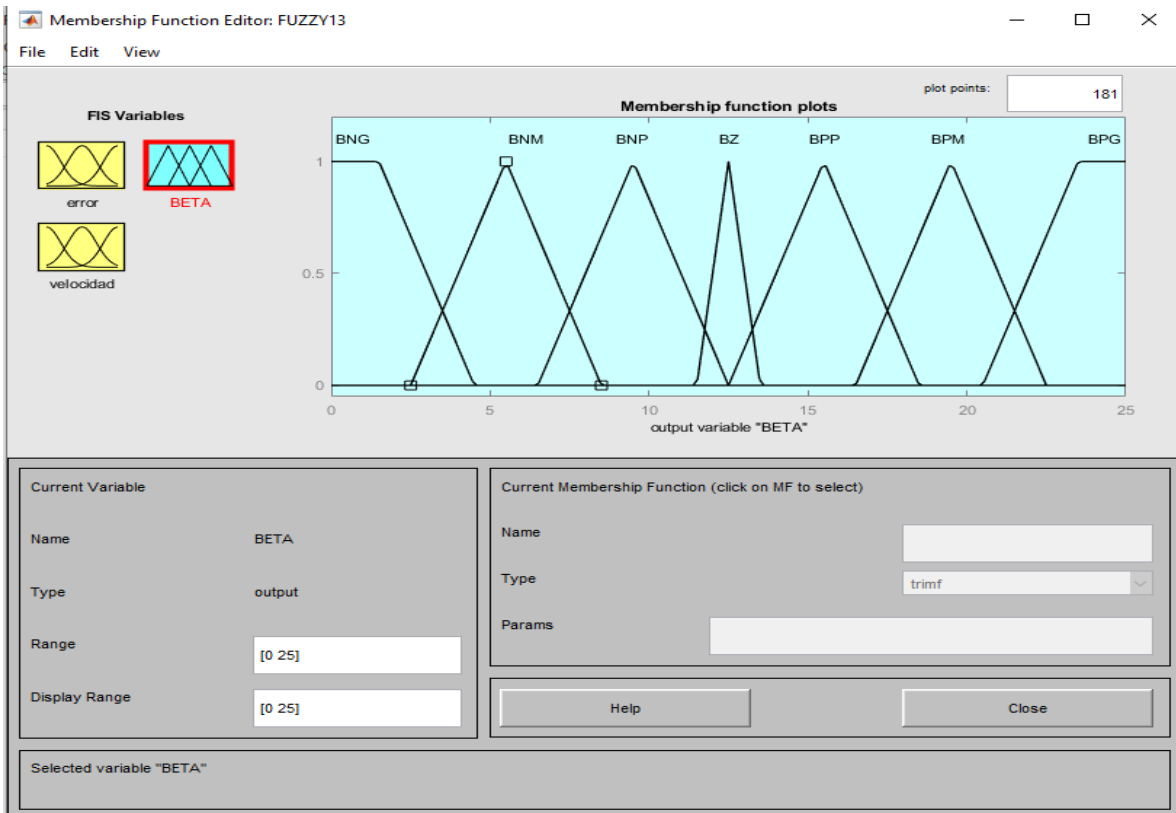 Membership Function Editor: FUZZY13
File Edit View
FIS Variables
error
BETA
velocidad
plot points:
181
Membership function plots
BNG BNM BNP BZ BPP BPM BPG
1
0.5
0
0 5 10 15 20 25
output variable "BETA"
Current Variable
Name BETA
Type output
Range [0 25]
Display Range [0 25]
Current Membership Function (click on MF to select)
Name
Type trimf
Params
Help Close
Selected variable "BETA"